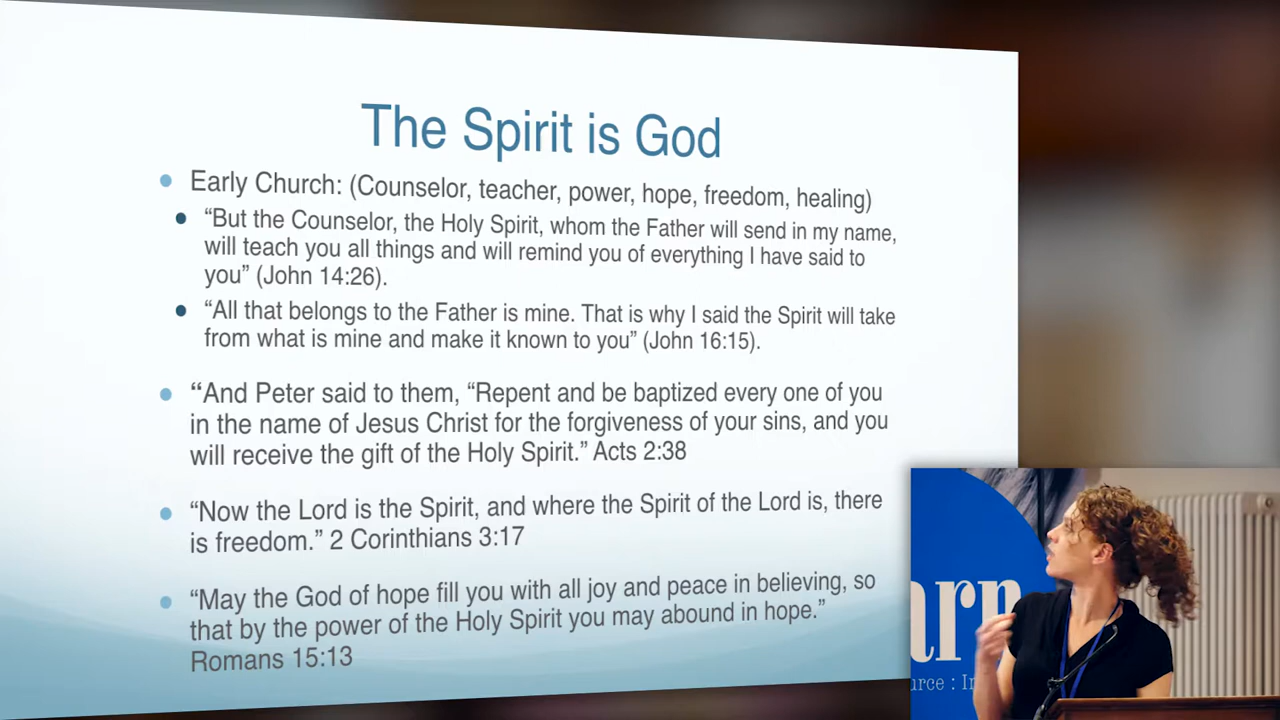 The Spirit is God
Early Church: (Counselor, teacher, power, hope, freedom, healing)
“But the Counselor, the Holy Spirit, whom the Father will send in my name,
will teach you all things and will remind you of everything I have said to
you” (John 14:26).
“All that belongs to the Father is mine. That is why I said the Spirit will take
from what is mine and make it known to you” (John 16:15).
“And Peter said to them, “Repent and be baptized every one of you
in the name of Jesus Christ for the forgiveness of your sins, and you
will receive the gift of the Holy Spirit.” Acts 2:38
“Now the Lord is the Spirit, and where the Spirit of the Lord is, there
is freedom.” 2 Corinthians 3:17
“May the God of hope fill you with all joy and peace in believing, so
that by the power of the Holy Spirit you may abound in hope.”
Romans 15:13